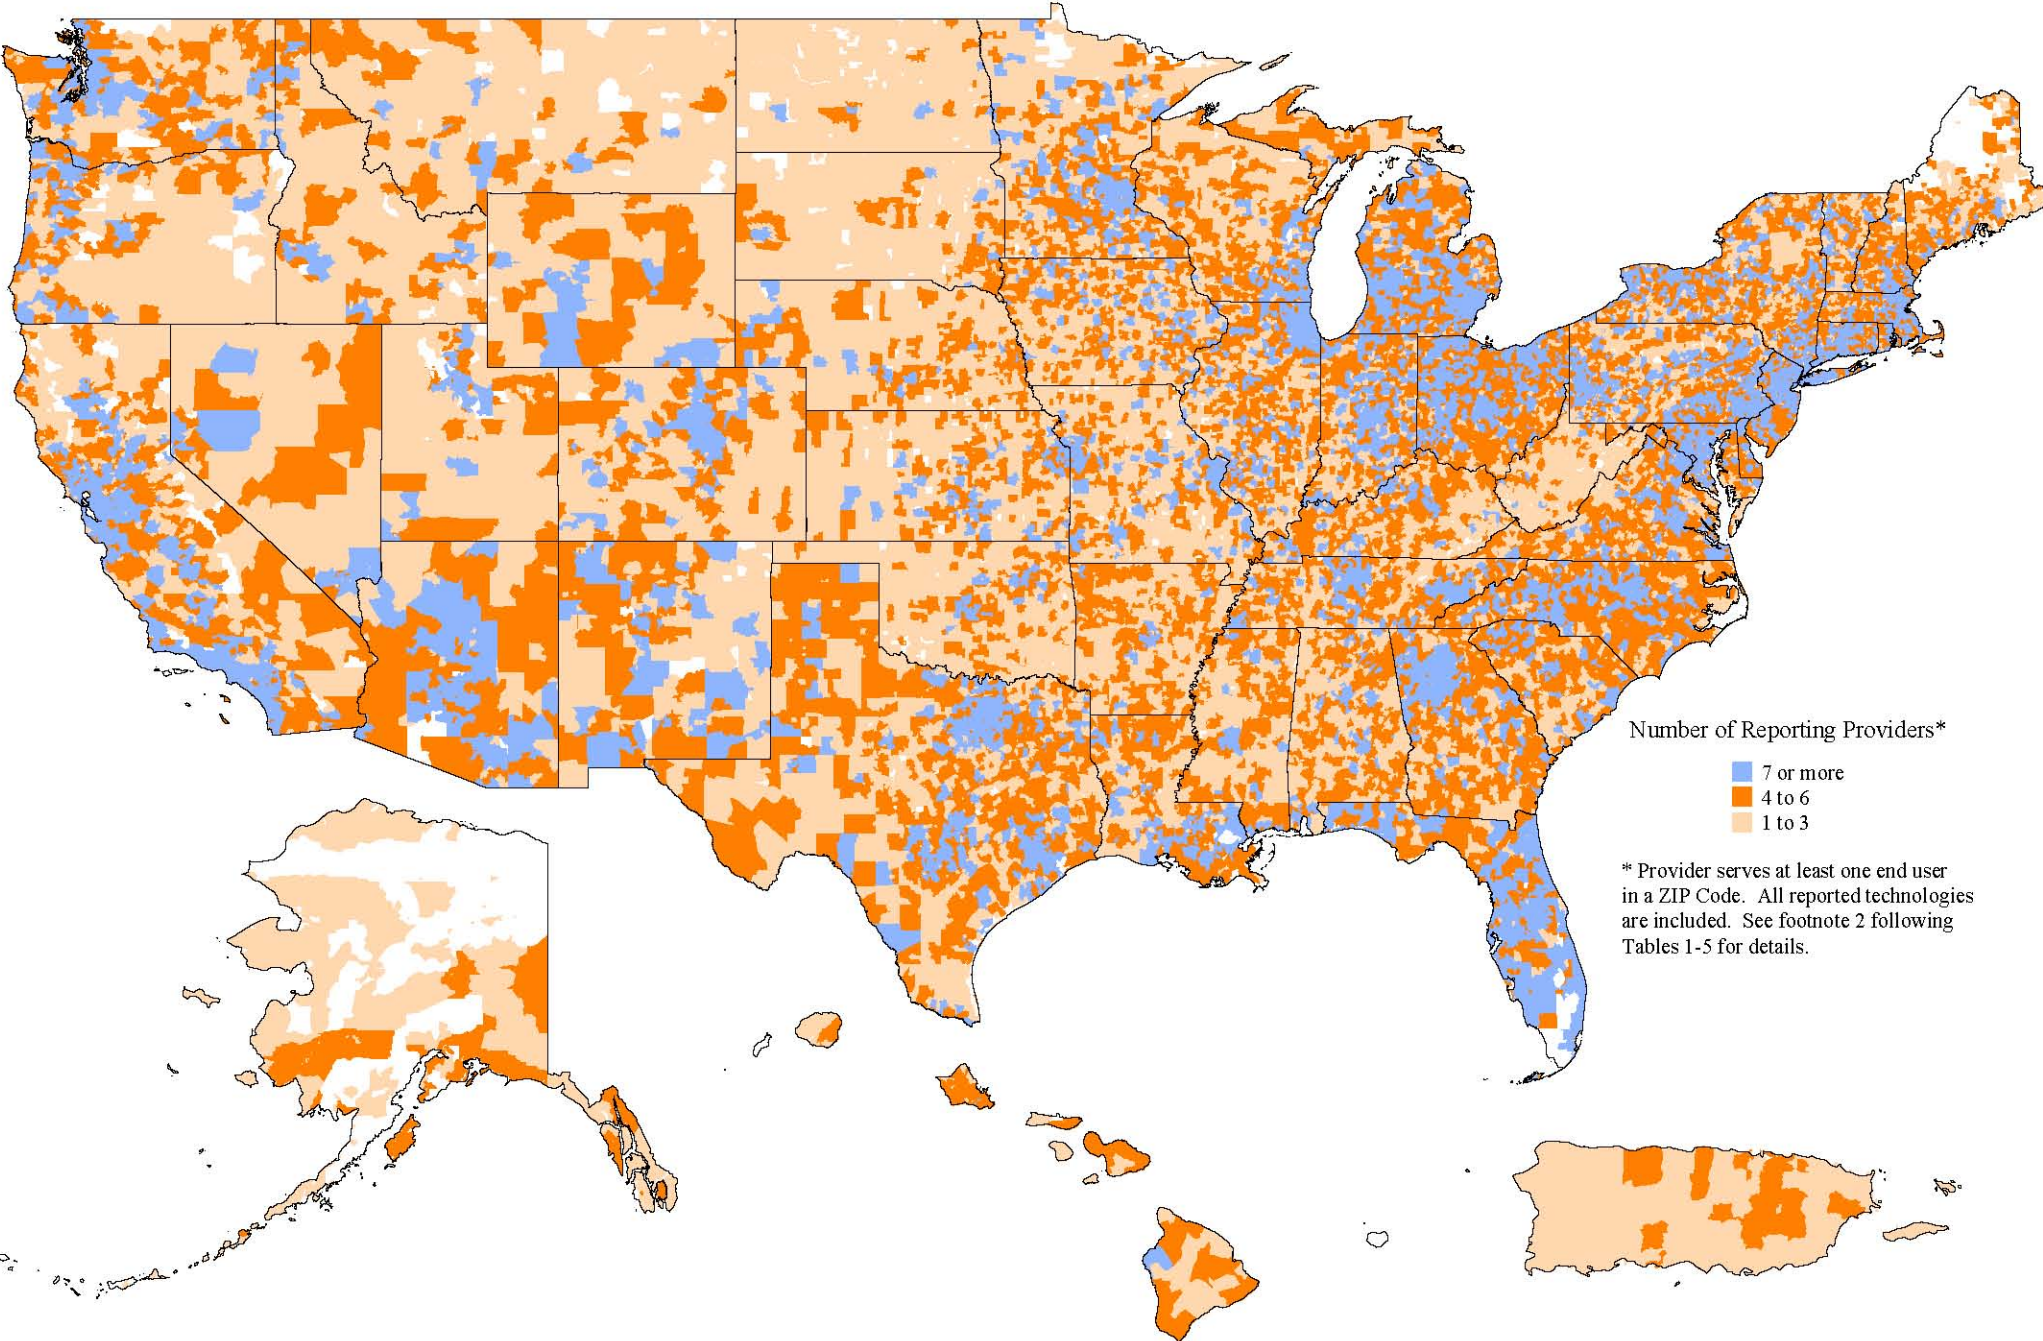 Number of Reporting Providers*
7 or more
4 to 6
1 to 3
* Provider serves at least one end user
in a ZIP Code. All reported technologies
are included. See footnote 2 following
Tables 1-5 for details.